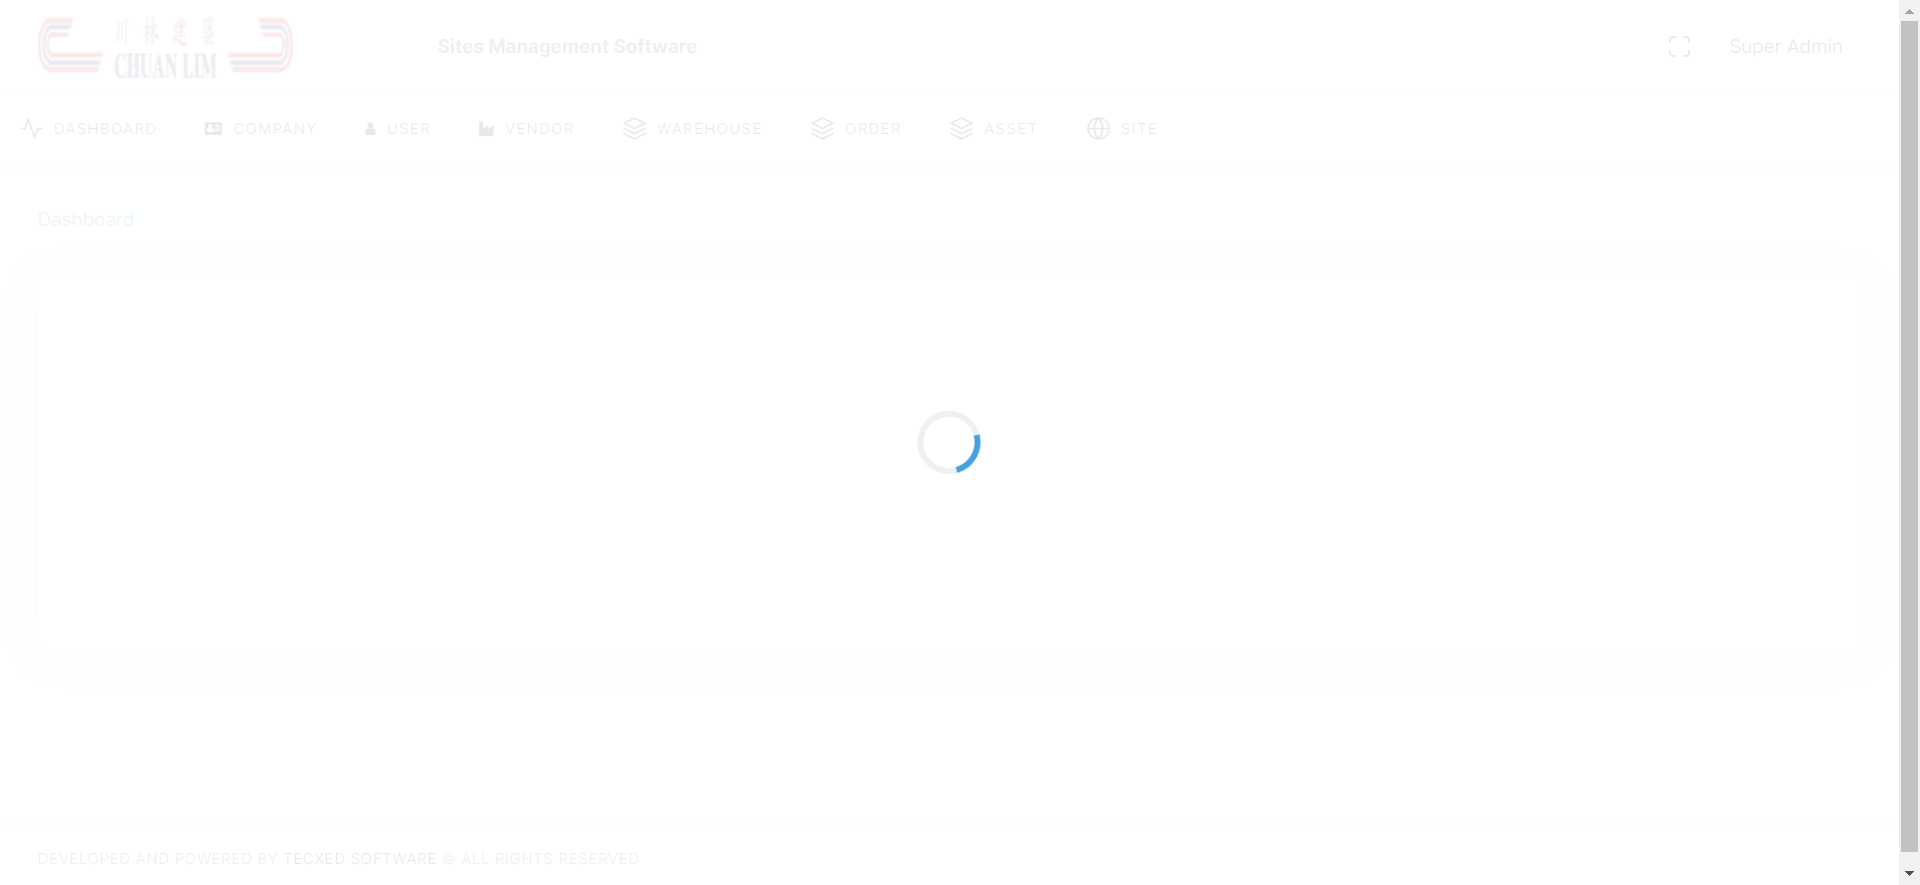 川林建築
CHUAN LIM
Sites Management Software
Super Admin
DASHBOARD
COMPANY
USER
VENDOR
WAREHOUSE
ORDER
ASSET
SITE
Dashboard
DEVELOPED AND POWERED BY TECXED SOFTWARE © ALL RIGHTS RESERVED